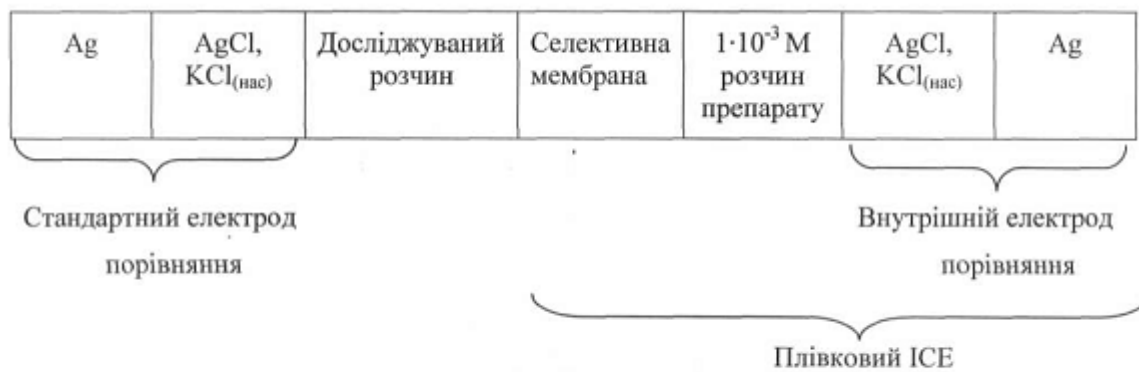 Ag
AgCl,
KCl(нас)
Досліджуваний
розчин
Селективна
мембрана
1·10⁻³ М
розчин
препарату
AgCl,
KCl(нас)
Ag
Стандартний електрод
порівняння
Внутрішній електрод
порівняння
Плівковий ІСЕ